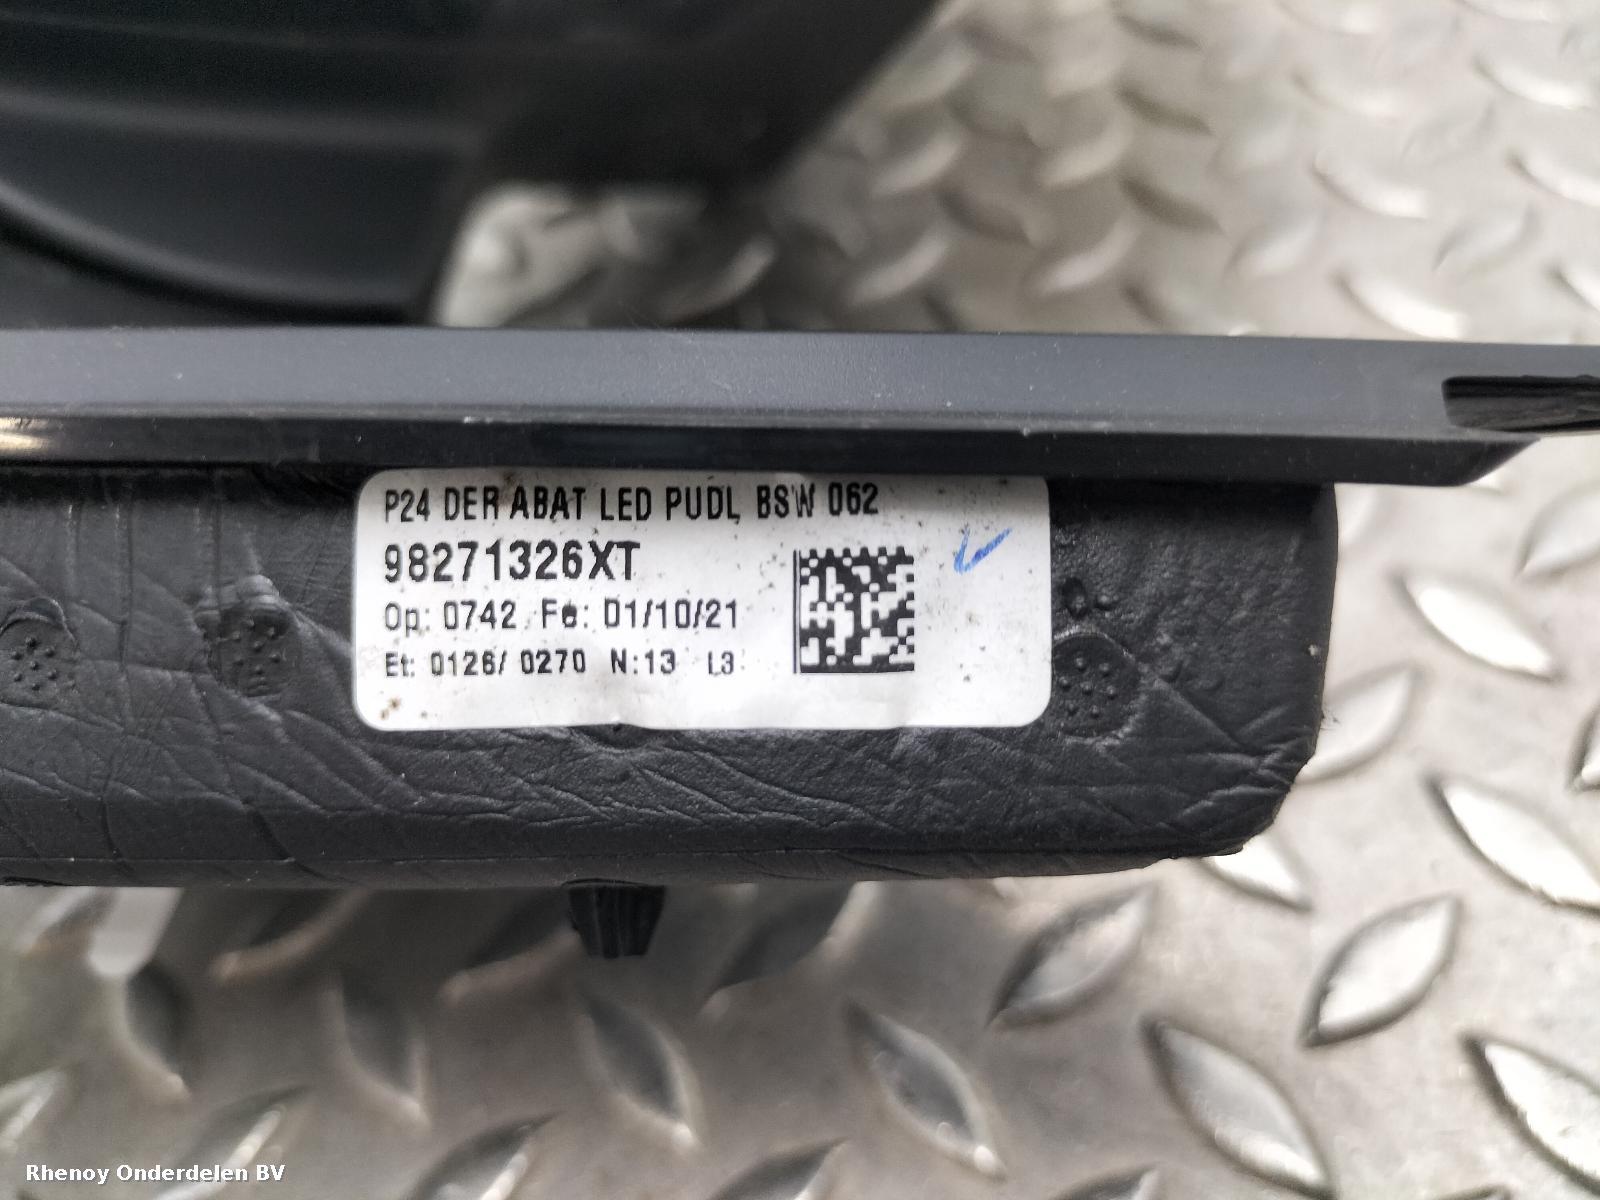 P24 DER ABAT LED PUDL BSW 062
98271326XT
Op: 0742 Fe: 01/10/21
Et: 0126/ 0270 N:13 L3
Rhenoy Onderdelen BV